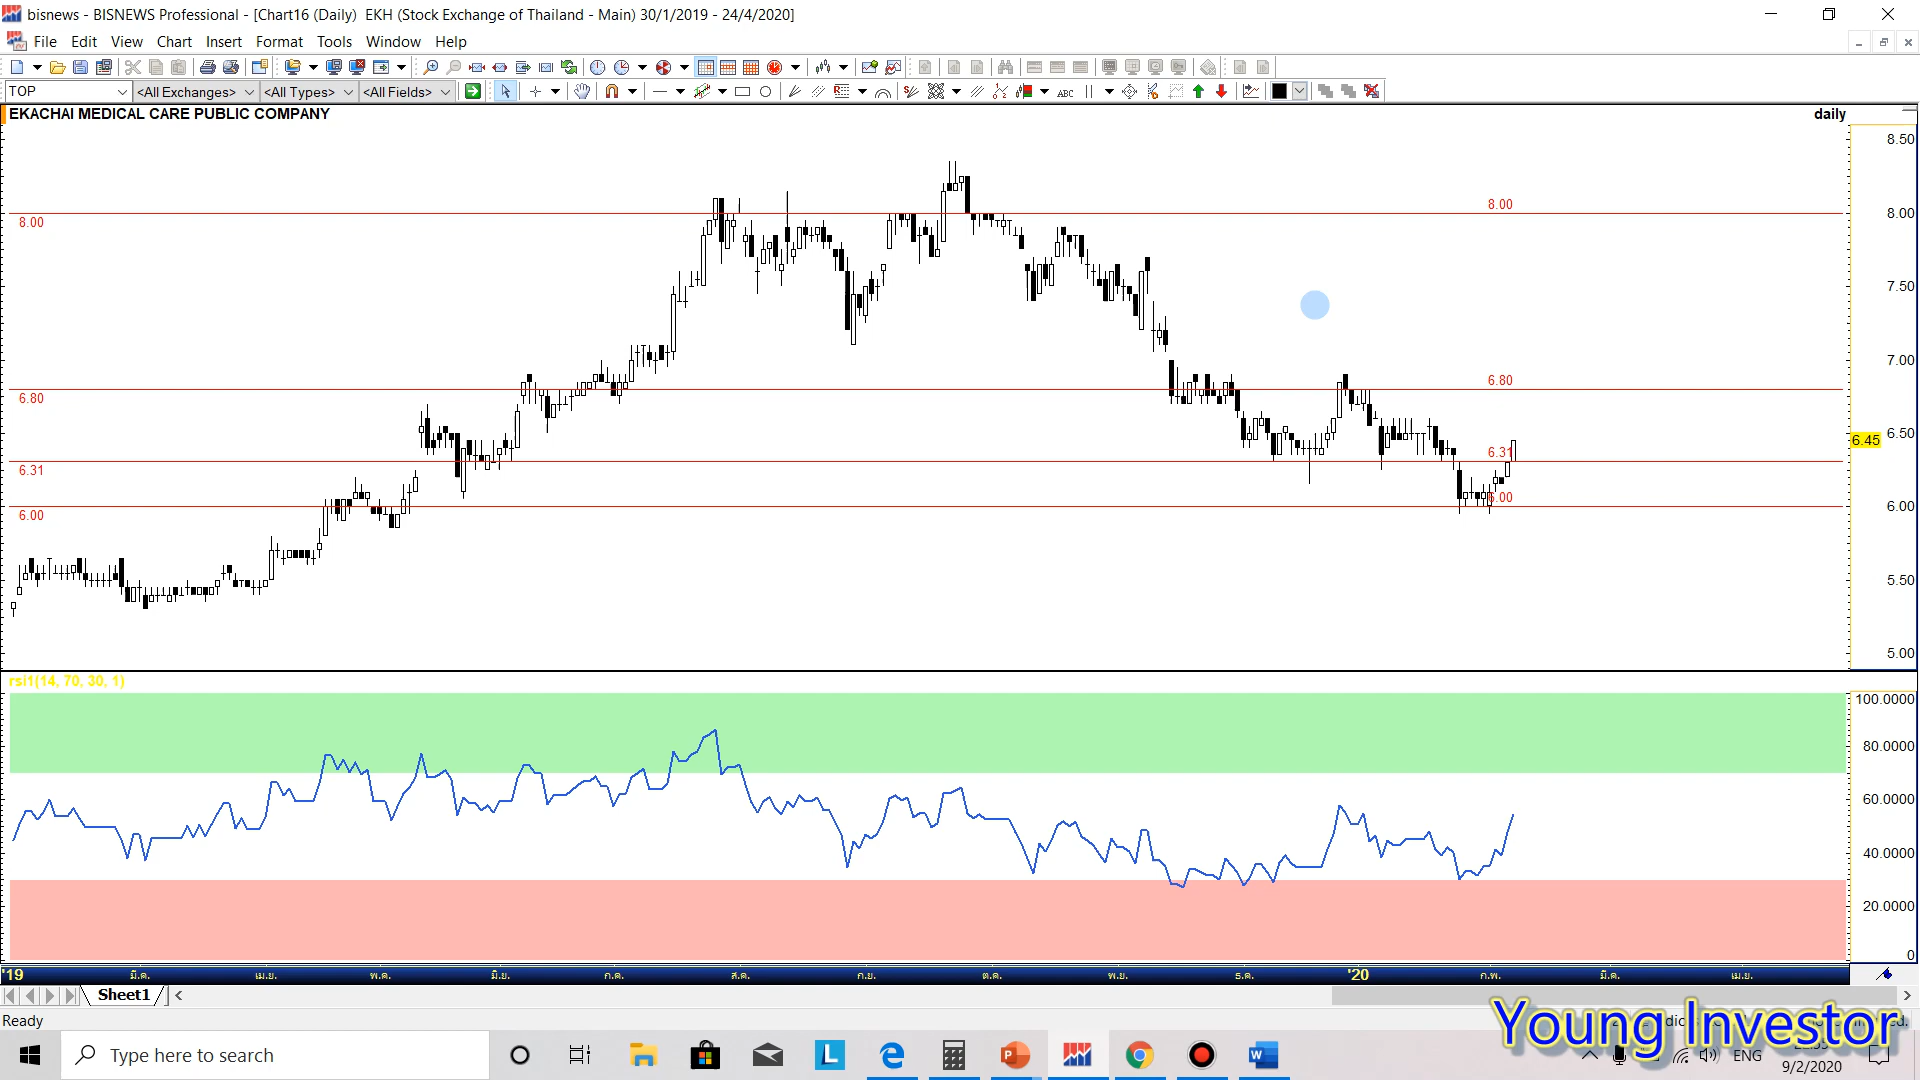 bisnews - BISNEWS Professional - [Chart16 (Daily) EKH (Stock Exchange of Thailand - Main) 30/1/2019 - 24/4/2020]
File Edit View Chart Insert Format Tools Window Help
TOP <All Exchanges> <All Types> <All Fields> ABC
EKACHAI MEDICAL CARE PUBLIC COMPANY daily
8.50
8.00 8.00 8.00
7.50
7.00
6.80 6.80
6.50
6.45
6.31 6.31
6.00 6.00 6.00
5.50
5.00
rsi1(14, 70, 30, 1)
100.0000
80.0000
60.0000
40.0000
20.0000
0
'19 มี.ค. เม.ย. พ.ค. มิ.ย. ก.ค. ส.ค. ก.ย. ต.ค. พ.ย. ธ.ค. '20 ก.พ. มี.ค. เม.ย.
Sheet1
Ready
Young Investor
Type here to search
ENG
9/2/2020